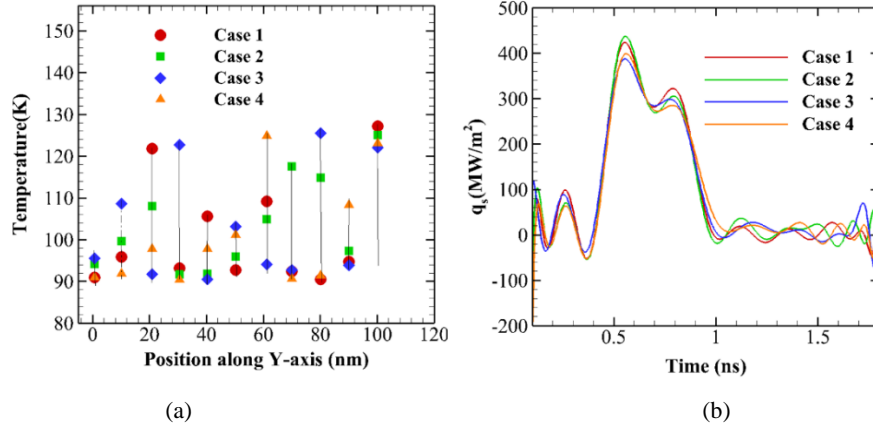 150
140
130
120
110
100
90
80
Temperature(K)
Case 1
Case 2
Case 3
Case 4
0 20 40 60 80 100 120
Position along Y-axis (nm)
(a)
500
400
300
200
100
0
-100
-200
qs(MW/m2)
Case 1
Case 2
Case 3
Case 4
0.5 1 1.5
Time (ns)
(b)